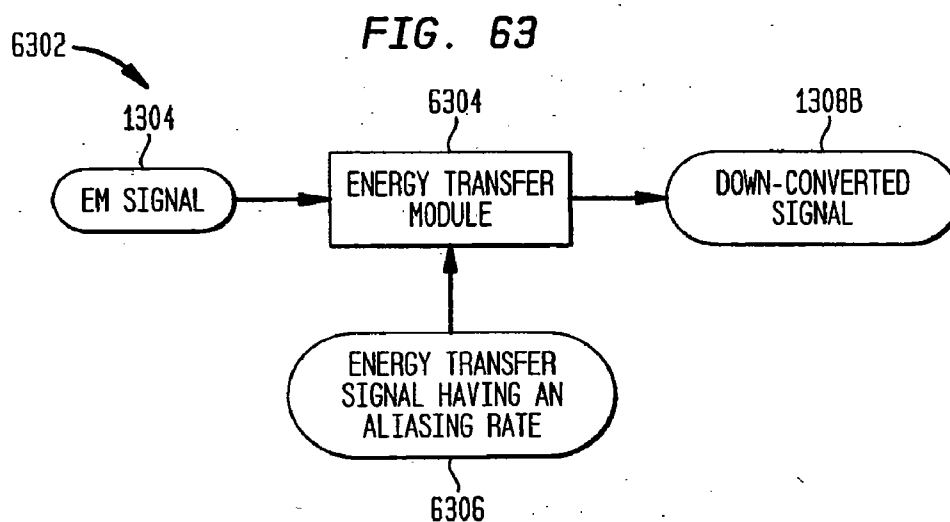 FIG. 63
6302
1304
EM SIGNAL
6304
ENERGY TRANSFER
MODULE
1308B
DOWN-CONVERTED
SIGNAL
ENERGY TRANSFER
SIGNAL HAVING AN
ALIASING RATE
6306